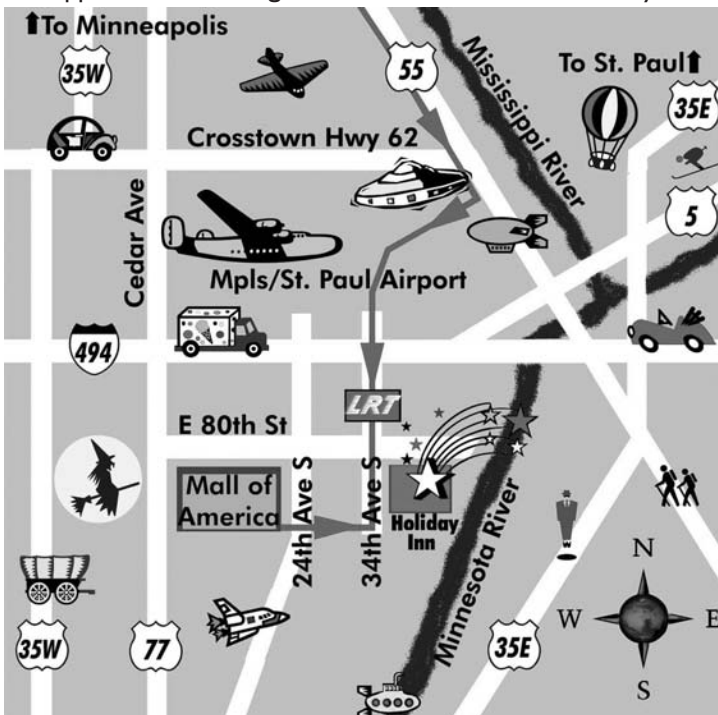 To Minneapolis
35W
55
Mississippi River
To St. Paul
35E
Crosstown Hwy 62
5
Cedar Ave
Mpls/St. Paul Airport
494
LRT
E 80th St
Mall of
America
24th Ave S
34th Ave S
Holiday
Inn
Minnesota River
N
W
E
S
35W
77
35E